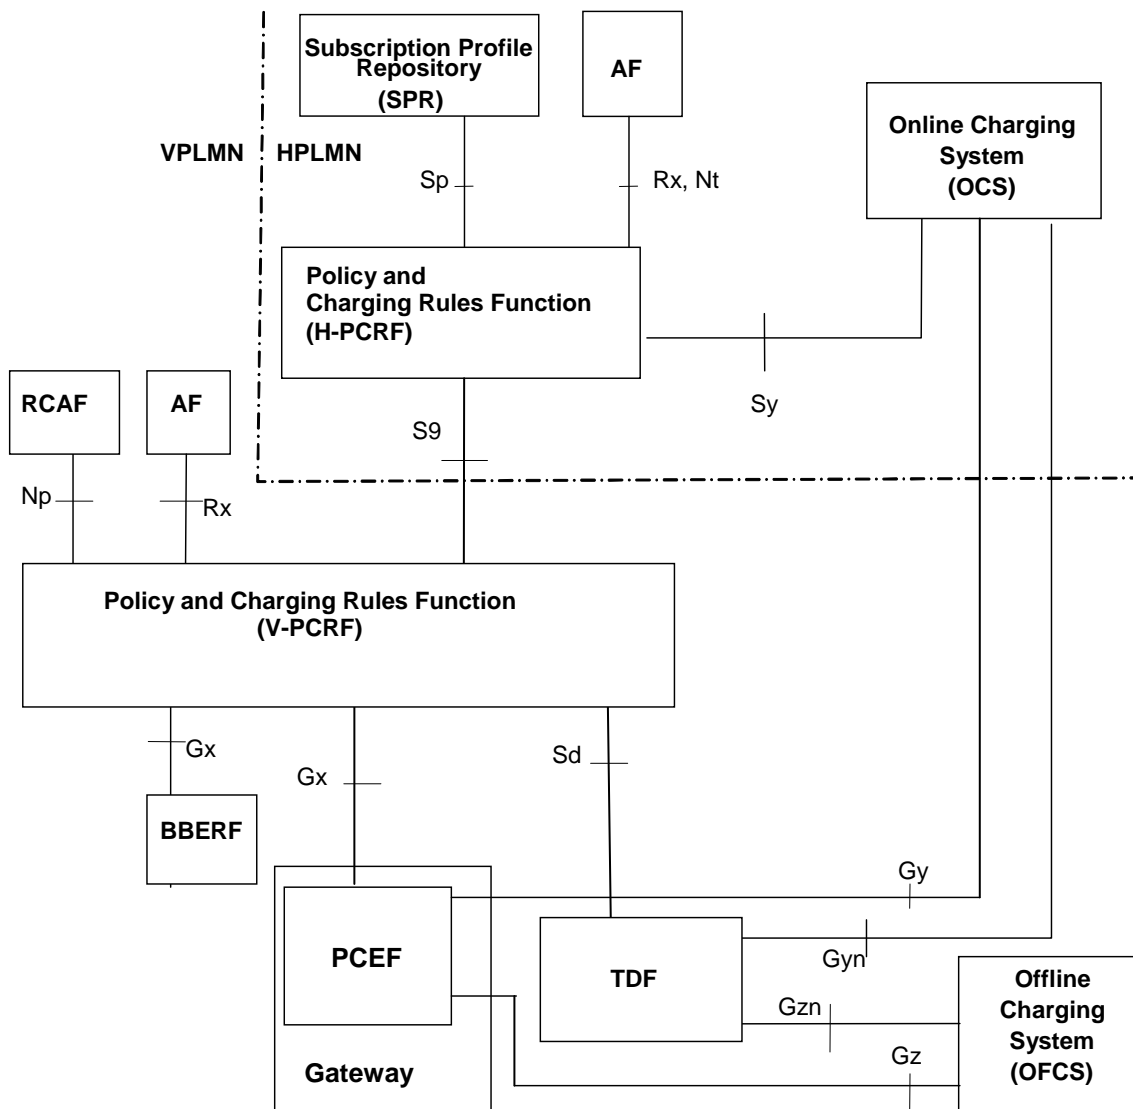 Subscription Profile
Repository
(SPR)
AF
Online Charging
System
(OCS)
VPLMN
HPLMN
Sp
Rx, Nt
Policy and
Charging Rules Function
(H-PCRF)
Sy
RCAF
AF
S9
Np
Rx
Policy and Charging Rules Function
(V-PCRF)
Gx
Gx
Sd
BBERF
Gy
PCEF
TDF
Gyn
Offline
Charging
System
(OFCS)
Gzn
Gz
Gateway